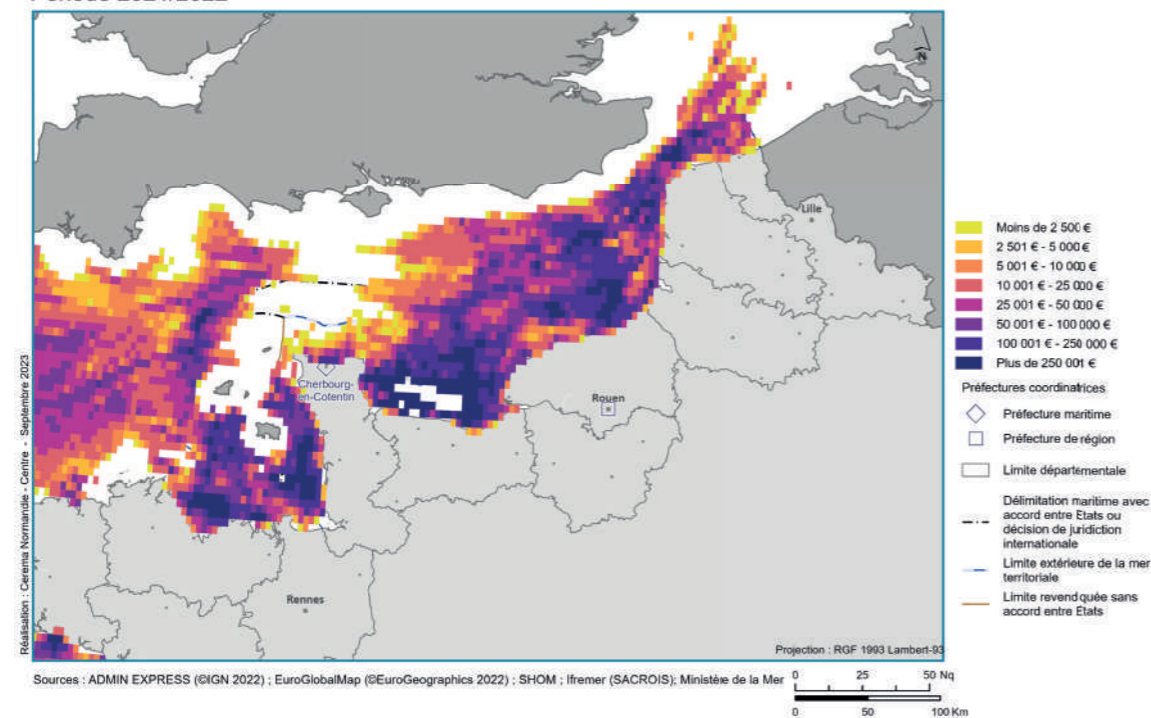 Période 2021/2022
N
Lille
Cherbourg-
en-Cotentin
Rouen
Rennes
Réalisation : Cerema Normandie - Centre - Septembre 2023
Projection : RGF 1993 Lambert-93
Moins de 2 500 €
2 501 € - 5 000 €
5 001 € - 10 000 €
10 001 € - 25 000 €
25 001 € - 50 000 €
50 001 € - 100 000 €
100 001 € - 250 000 €
Plus de 250 001 €
Préfectures coordinatrices
Préfecture maritime
Préfecture de région
Limite départementale
Délimitation maritime avec
accord entre Etats ou
décision de juridiction
internationale
Limite extérieure de la mer
territoriale
Limite revendquée sans
accord entre Etats
Sources : ADMIN EXPRESS (©IGN 2022) ; EuroGlobalMap (©EuroGeographics 2022) ; SHOM ; Ifremer (SACROIS); Ministère de la Mer
0 25 50 Nq
0 50 100 Km